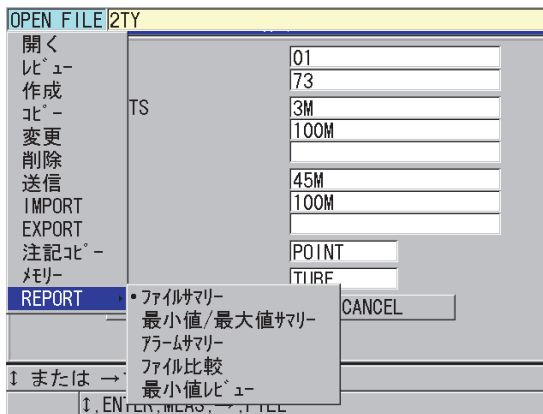 OPEN FILE 2TY
開く
ﾚﾋﾞｭｰ
作成
ｺﾋﾟｰ
変更
削除
送信
IMPORT
EXPORT
注記ｺﾋﾟｰ
ﾒﾓﾘｰ
REPORT
TS
01
73
3M
100M
45M
100M
POINT
TUBE
CANCEL
•ﾌｧｲﾙｻﾏﾘｰ
最小値/最大値ｻﾏﾘｰ
ｱﾗｰﾑｻﾏﾘｰ
ﾌｧｲﾙ比較
最小値ﾚﾋﾞｭｰ
↕ または →
↕,ENTER,MEAS,